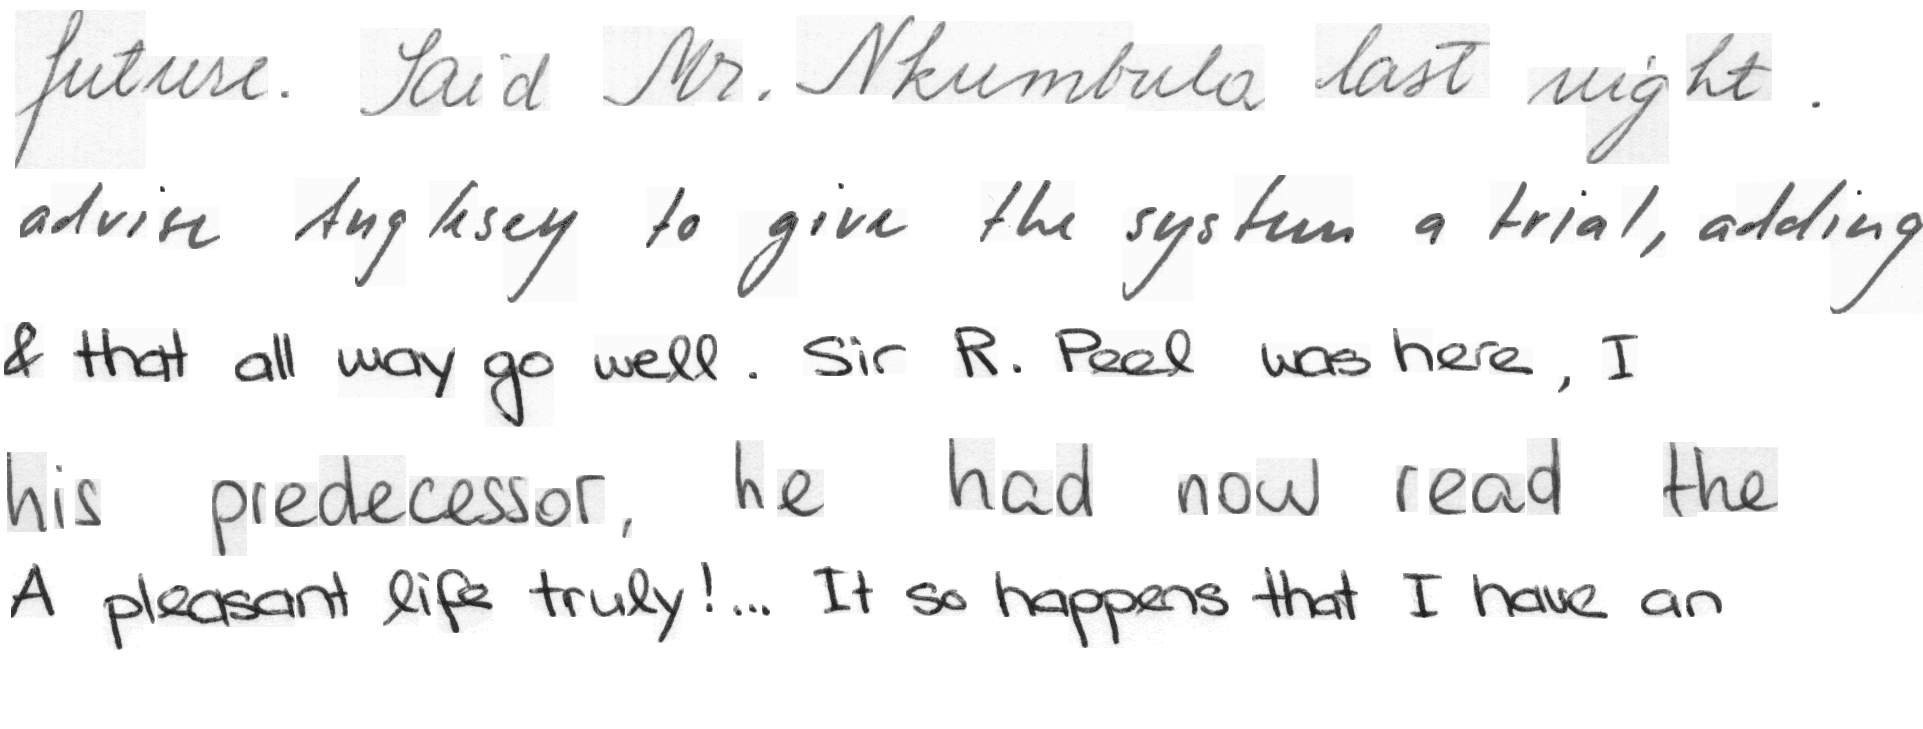 future. Said Mr. Nkumbula last night.
advise Anglesey to give the system a trial, adding
& that all way go well. Sir R. Peel was here, I
his predecessor, he had now read the
A pleasant life truly!... It so happens that I have an